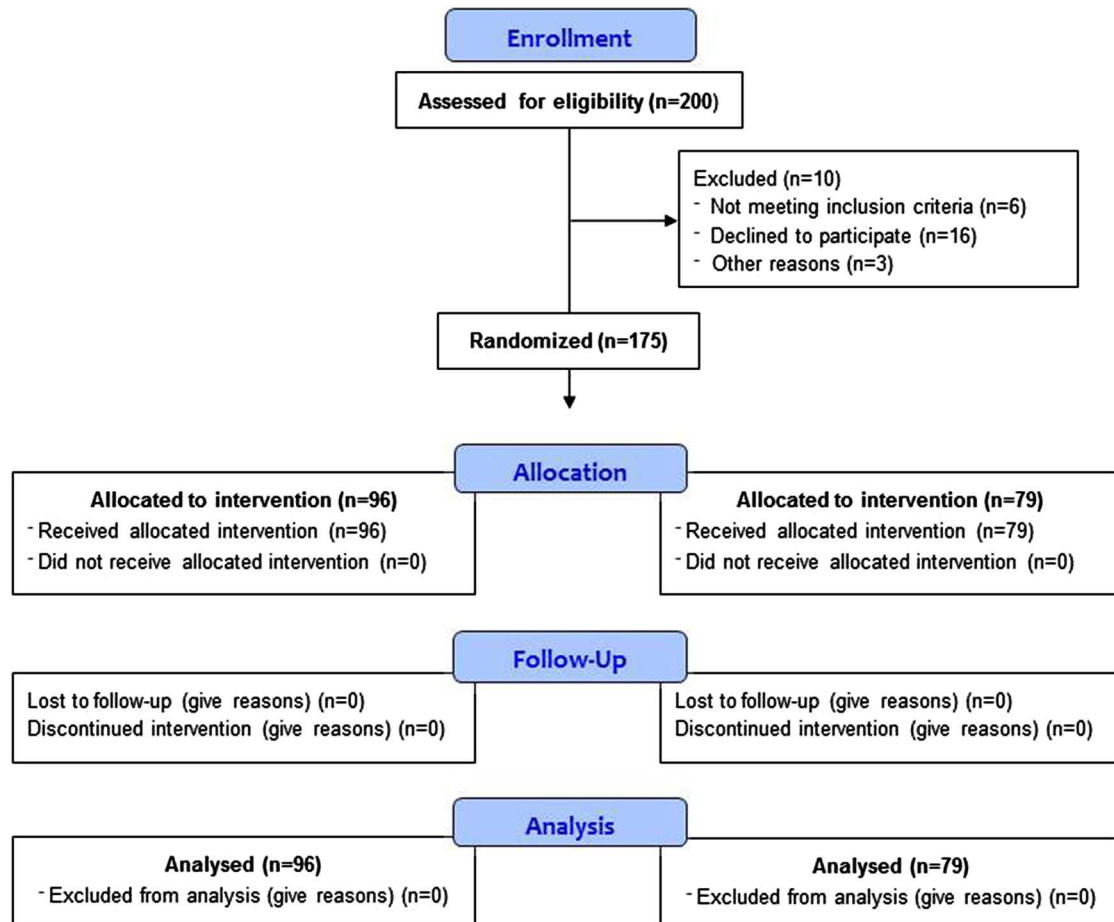 Enrollment
Assessed for eligibility (n=200)
Excluded (n=10)
- Not meeting inclusion criteria (n=6)
- Declined to participate (n=16)
- Other reasons (n=3)
Randomized (n=175)
Allocation
Allocated to intervention (n=96)
- Received allocated intervention (n=96)
- Did not receive allocated intervention (n=0)
Allocated to intervention (n=79)
- Received allocated intervention (n=79)
- Did not receive allocated intervention (n=0)
Follow-Up
Lost to follow-up (give reasons) (n=0)
Discontinued intervention (give reasons) (n=0)
Lost to follow-up (give reasons) (n=0)
Discontinued intervention (give reasons) (n=0)
Analysis
Analysed (n=96)
- Excluded from analysis (give reasons) (n=0)
Analysed (n=79)
- Excluded from analysis (give reasons) (n=0)